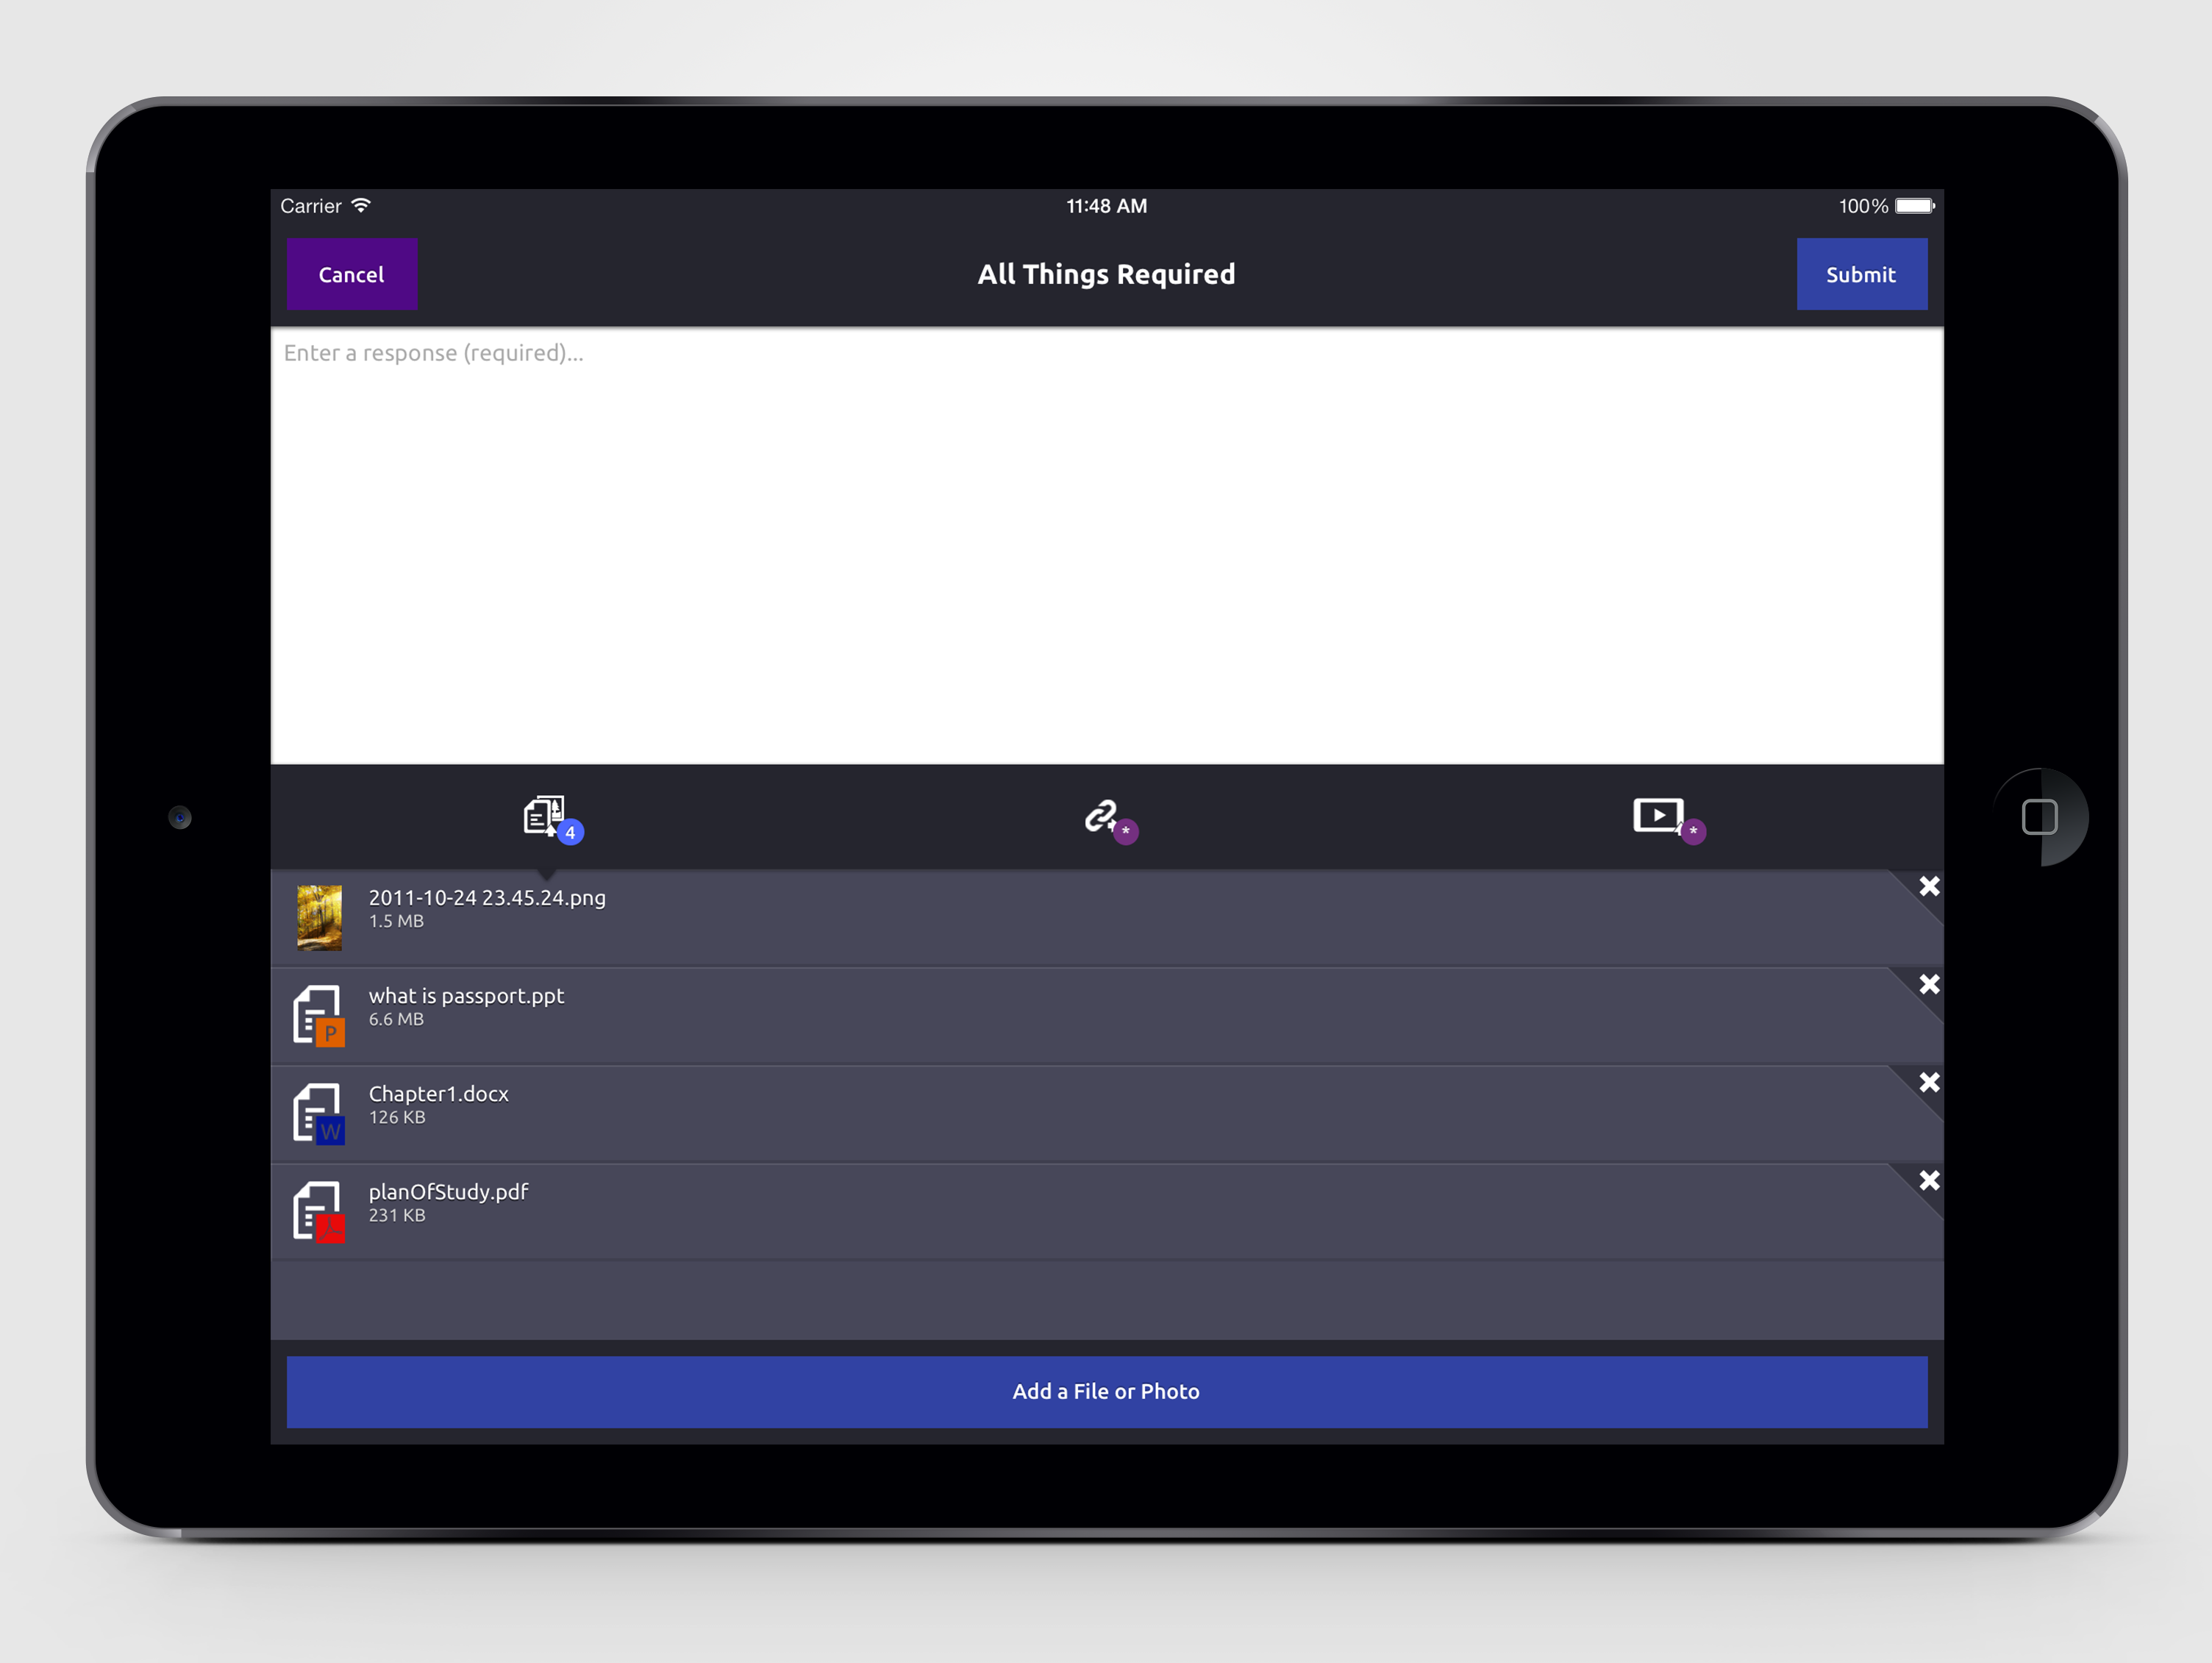 Carrier
11:48 AM
100%
Cancel
All Things Required
Submit
Enter a response (required)...
4
*
*
2011-10-24 23.45.24.png
1.5 MB
what is passport.ppt
6.6 MB
P
Chapter1.docx
126 KB
W
planOfStudy.pdf
231 KB
Add a File or Photo